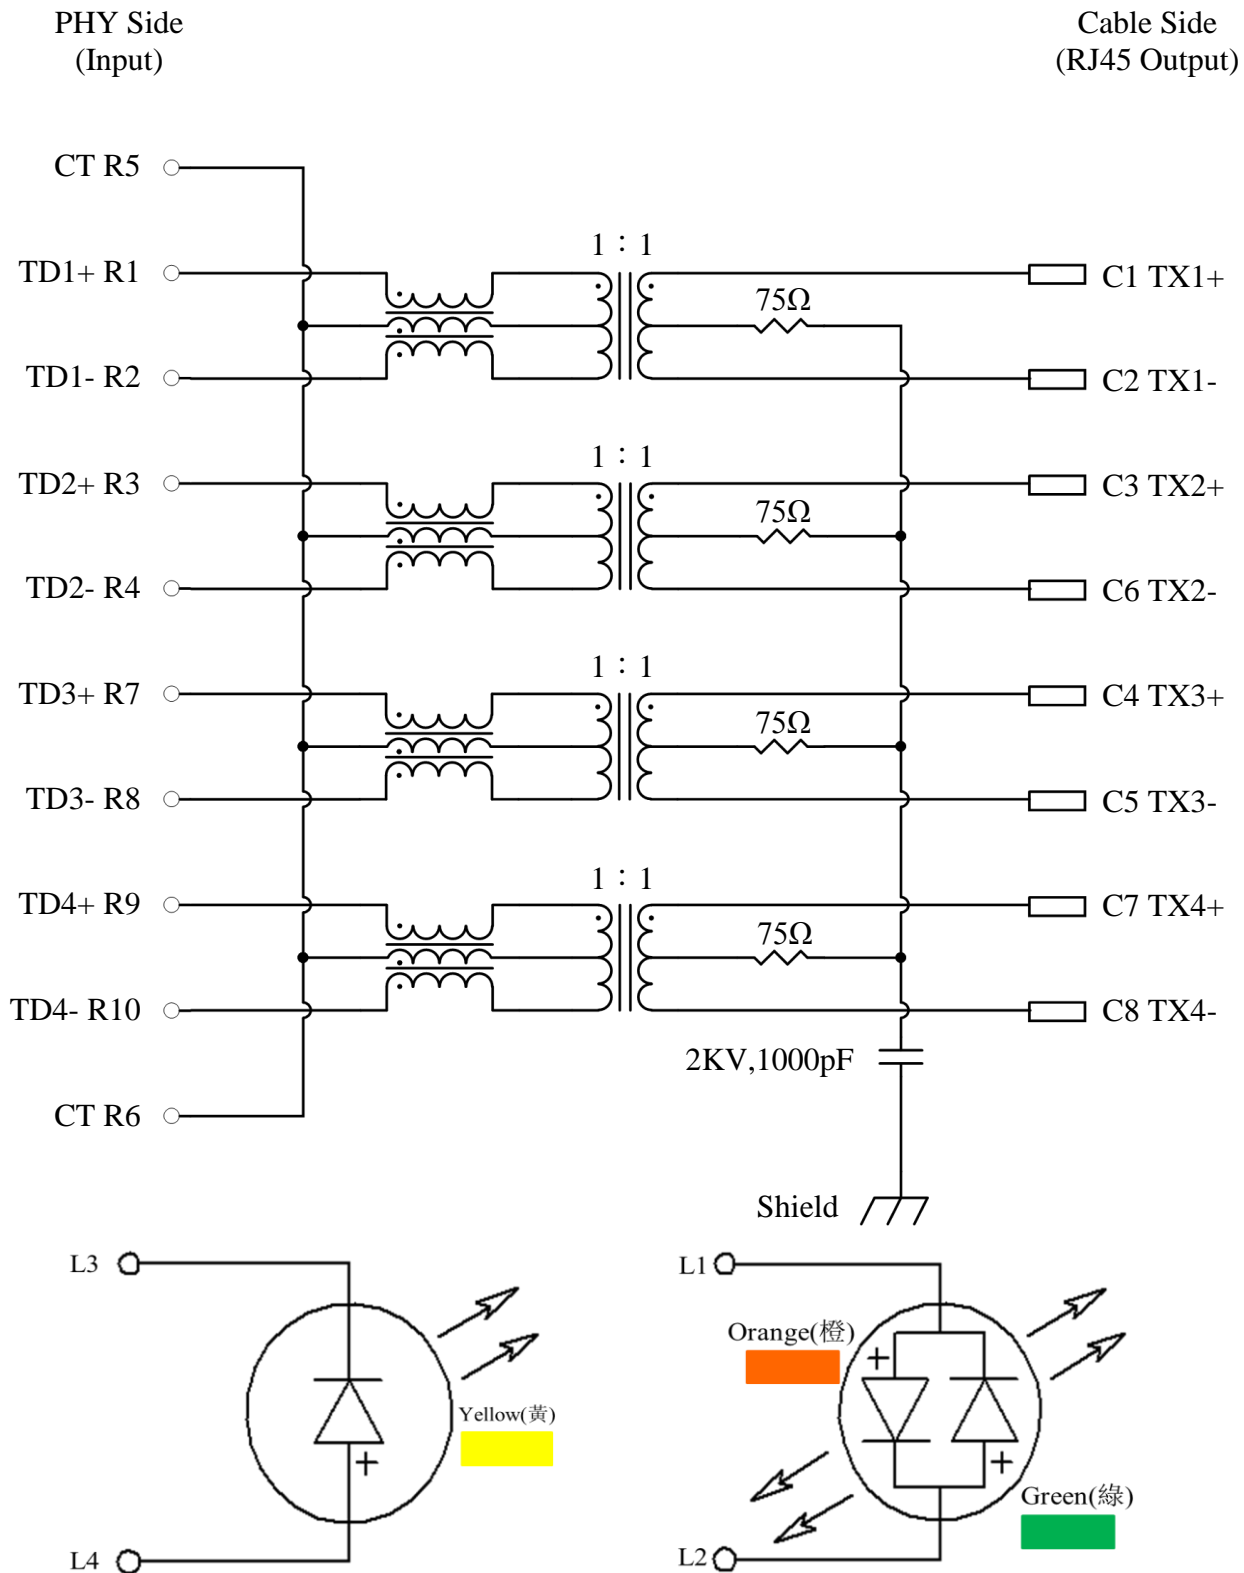 PHY Side
(Input)
Cable Side
(RJ45 Output)
CT R5
1 : 1
TD1+ R1
C1 TX1+
75Ω
TD1- R2
C2 TX1-
1 : 1
TD2+ R3
C3 TX2+
75Ω
TD2- R4
C6 TX2-
1 : 1
TD3+ R7
C4 TX3+
75Ω
TD3- R8
C5 TX3-
1 : 1
TD4+ R9
C7 TX4+
75Ω
TD4- R10
C8 TX4-
2KV,1000pF
CT R6
Shield
L3
L1
Orange(橙)
+
Yellow(黃)
+
+
Green(綠)
L4
L2